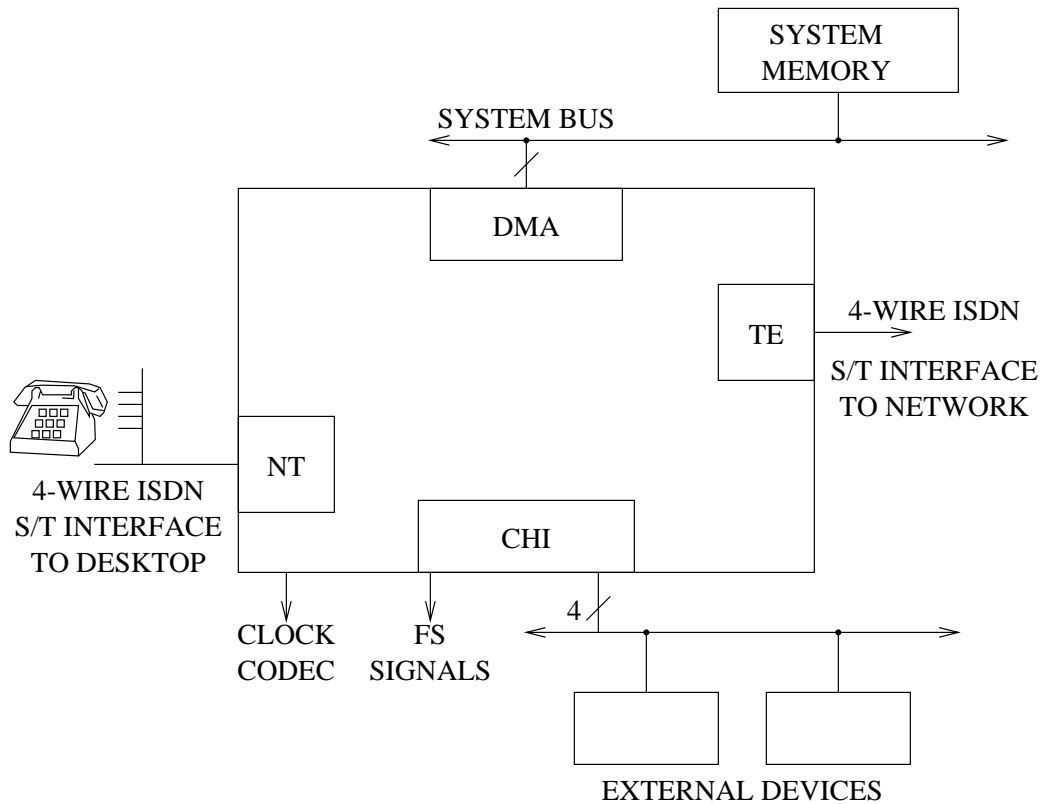 SYSTEM
MEMORY
SYSTEM BUS
DMA
TE
4-WIRE ISDN
S/T INTERFACE
TO NETWORK
NT
4-WIRE ISDN
S/T INTERFACE
TO DESKTOP
CHI
4
CLOCK
CODEC
FS
SIGNALS
EXTERNAL DEVICES